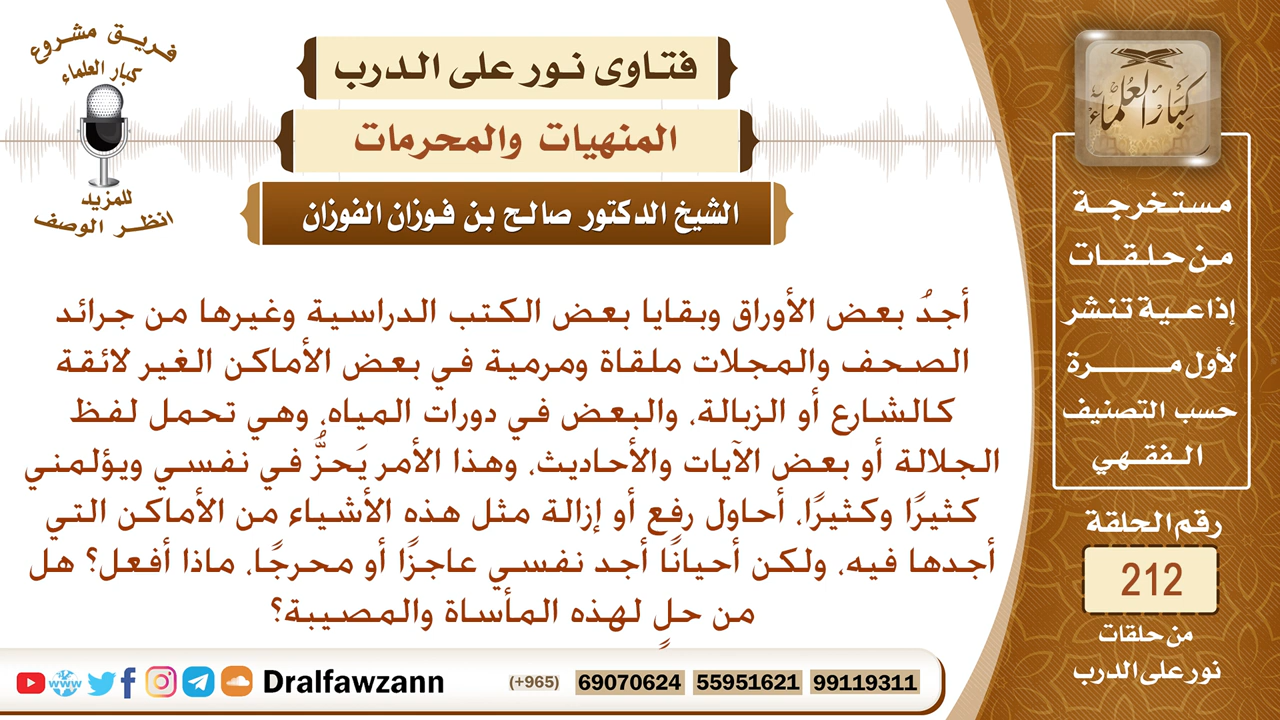 فريق مشروع
كبار العلماء
للمزيد
انظر الوصف
فتاوى نور على الدرب
المنهيات والمحرمات
الشيخ الدكتور صالح بن فوزان الفوزان
أجدُ بعض الأوراق وبقايا بعض الكتب الدراسية وغيرها من جرائد
الصحف والمجلات ملقاة ومرمية في بعض الأماكن الغير لائقة
كالشارع أو الزبالة، والبعض في دورات المياه، وهي تحمل لفظ
الجلالة أو بعض الآيات والأحاديث، وهذا الأمر يَحزُّ في نفسي ويؤلمني
كثيرًا وكثيرًا، أحاول رفع أو إزالة مثل هذه الأشياء من الأماكن التي
أجدها فيه، ولكن أحيانًا أجد نفسي عاجزًا أو محرجًا، ماذا أفعل؟ هل
من حلٍ لهذه المأساة والمصيبة؟
كبار العلماء
مستخرجة
من حلقات
إذاعية تنشر
لأول مرة
حسب التصنيف
الفقهي
رقم الحلقة
212
من حلقات
نور على الدرب
Dralfawzann (+965) 69070624 55951621 99119311